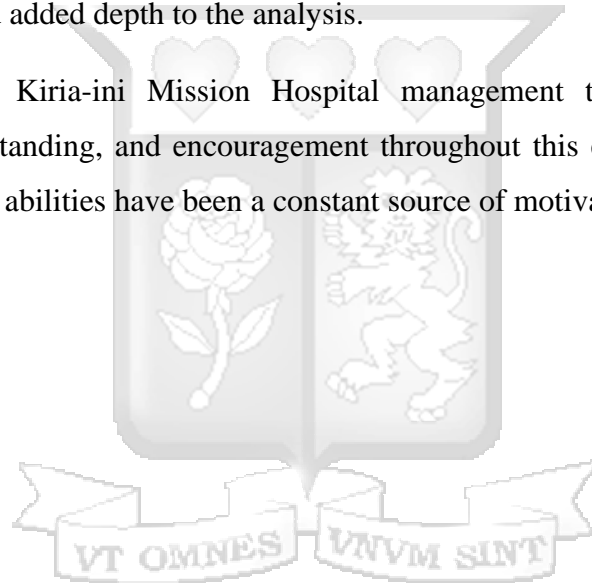 added depth to the analysis.
Kiria-ini Mission Hospital management
standing, and encouragement throughout this
abilities have been a constant source of
VT OMNES VNVM SINT